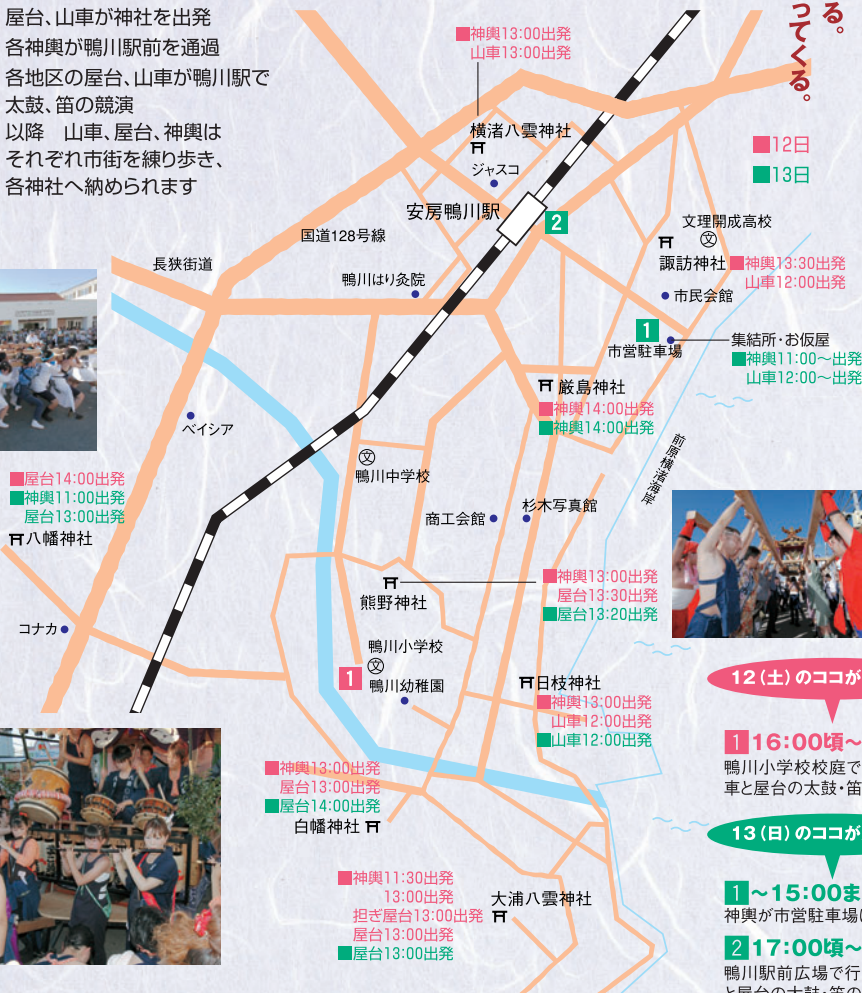 屋台、山車が神社を出発
各神輿が鴨川駅前を通過
各地区の屋台、山車が鴨川駅で
太鼓、笛の競演
以降　山車、屋台、神輿は
それぞれ市街を練り歩き、
各神社へ納められます
る。
ってくる。
■12日
■13日
■神輿13:00出発
山車13:00出発
横渚八雲神社
ジャスコ
安房鴨川駅
2
国道128号線
長狭街道
鴨川はり灸院
文理開成高校
文
諏訪神社
■神輿13:30出発
山車12:00出発
市民会館
1
市営駐車場
集結所・お仮屋
■神輿11:00〜出発
山車12:00〜出発
厳島神社
■神輿14:00出発
■神輿14:00出発
前原横渚海岸
ベイシア
文
鴨川中学校
■屋台14:00出発
■神輿11:00出発
屋台13:00出発
八幡神社
商工会館
杉木写真館
熊野神社
■神輿13:00出発
屋台13:30出発
■屋台13:20出発
コナカ
鴨川小学校
文
1
鴨川幼稚園
日枝神社
■神輿13:00出発
山車12:00出発
■山車12:00出発
■神輿13:00出発
屋台13:00出発
■屋台14:00出発
白幡神社
■神輿11:30出発
13:00出発
担ぎ屋台13:00出発
屋台13:00出発
■屋台13:00出発
大浦八雲神社
12(土)のココが
1 16:00頃〜
鴨川小学校校庭で
車と屋台の太鼓・笛
13(日)のココが
1 〜15:00ま
神輿が市営駐車場に
2 17:00頃〜
鴨川駅前広場で行
と屋台の太鼓・笛の